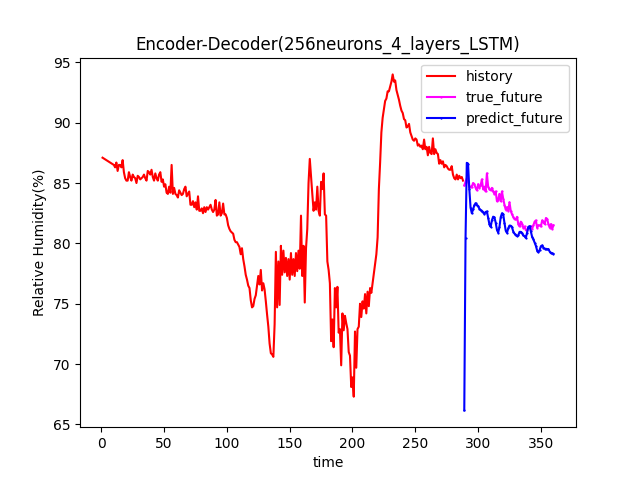 Encoder-Decoder(256neurons_4_layers_LSTM)
history
true_future
predict_future
Relative Humidity(%)
95
90
85
80
75
70
65
0
50
100
150
200
250
300
350
time